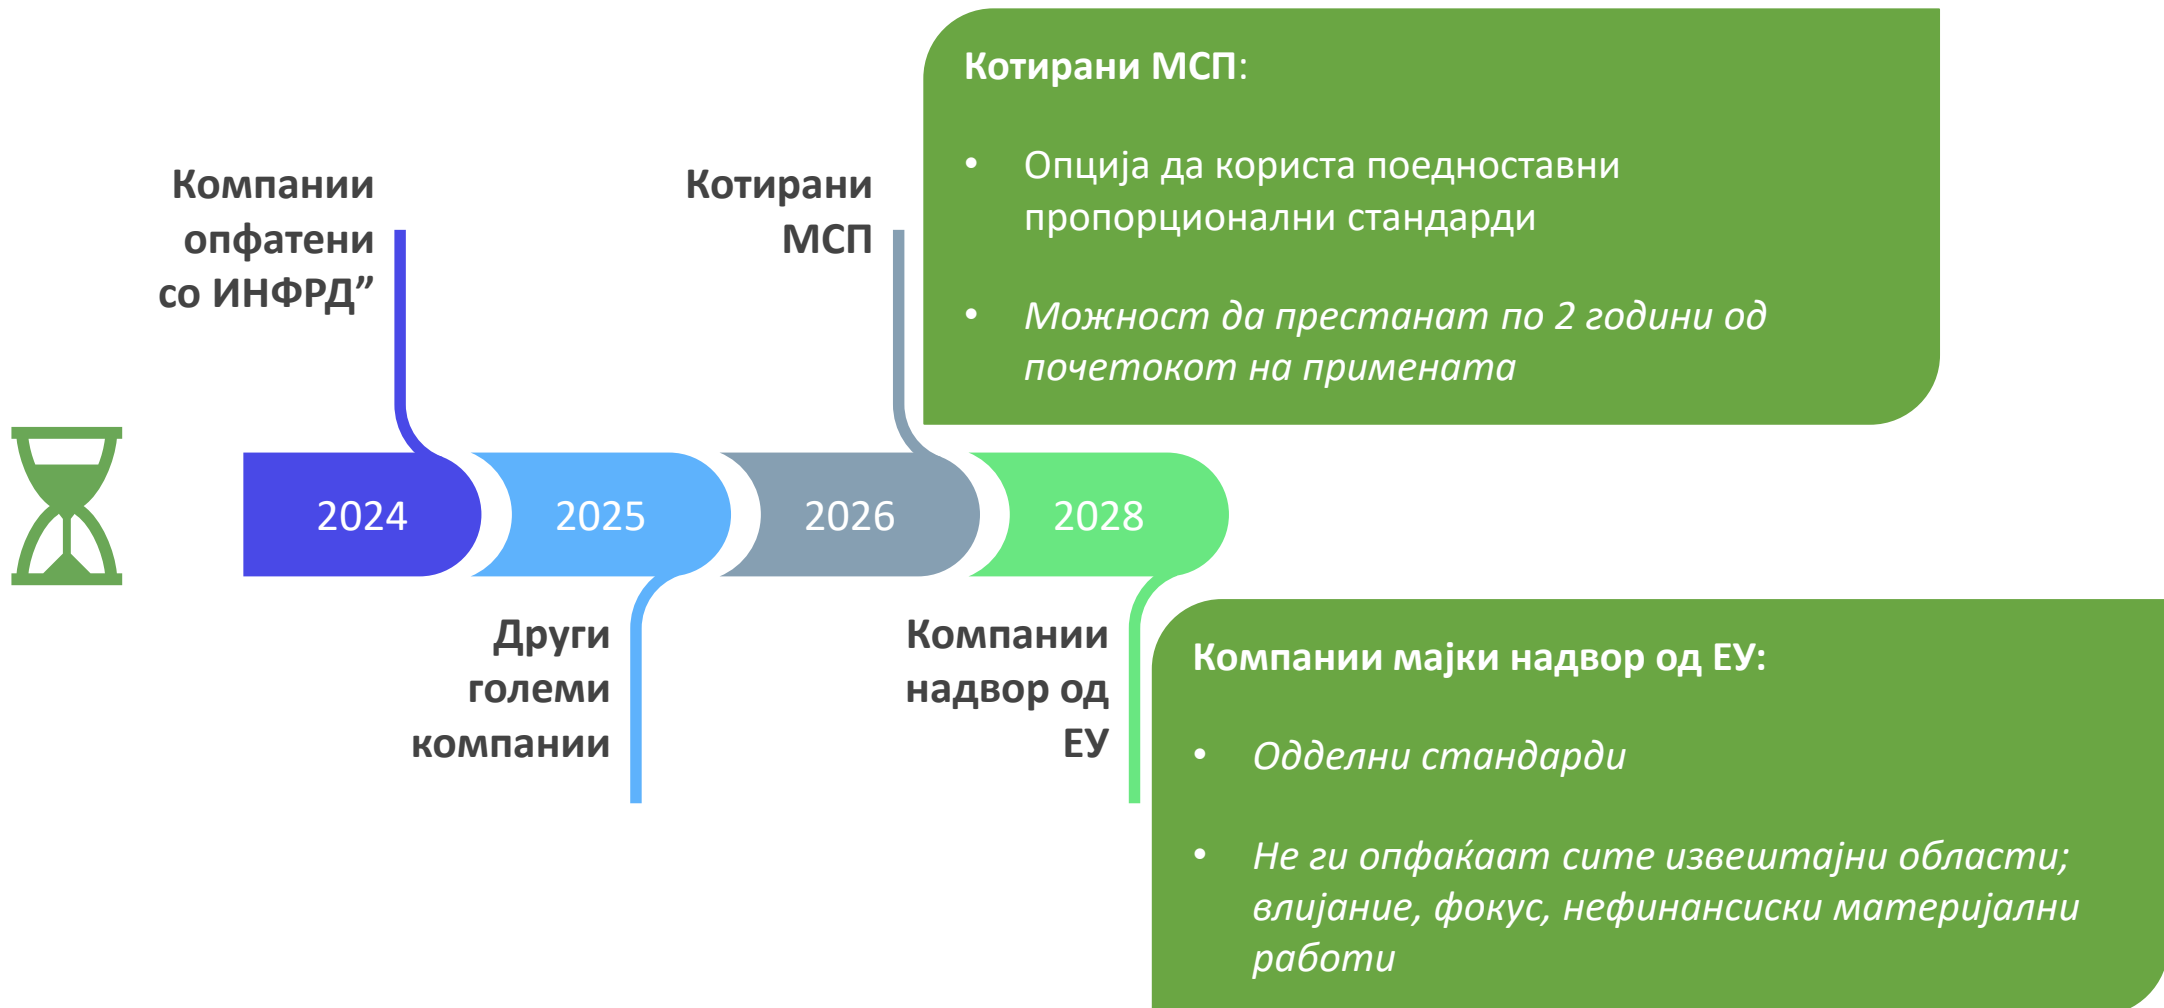 Котирани МСП:
• Опција да користа поедноставни
пропорционални стандарди
• Можност да престанат по 2 години од
почетокот на примената
Компании
опфатени
со ИНФРД”
Котирани
МСП
2024
2025
2026
2028
Други
големи
компании
Компании
надвор од
ЕУ
Компании мајки надвор од ЕУ:
• Одделни стандарди
• Не ги опфаќаат сите извештајни области;
влијание, фокус, нефинансиски материјални
работи